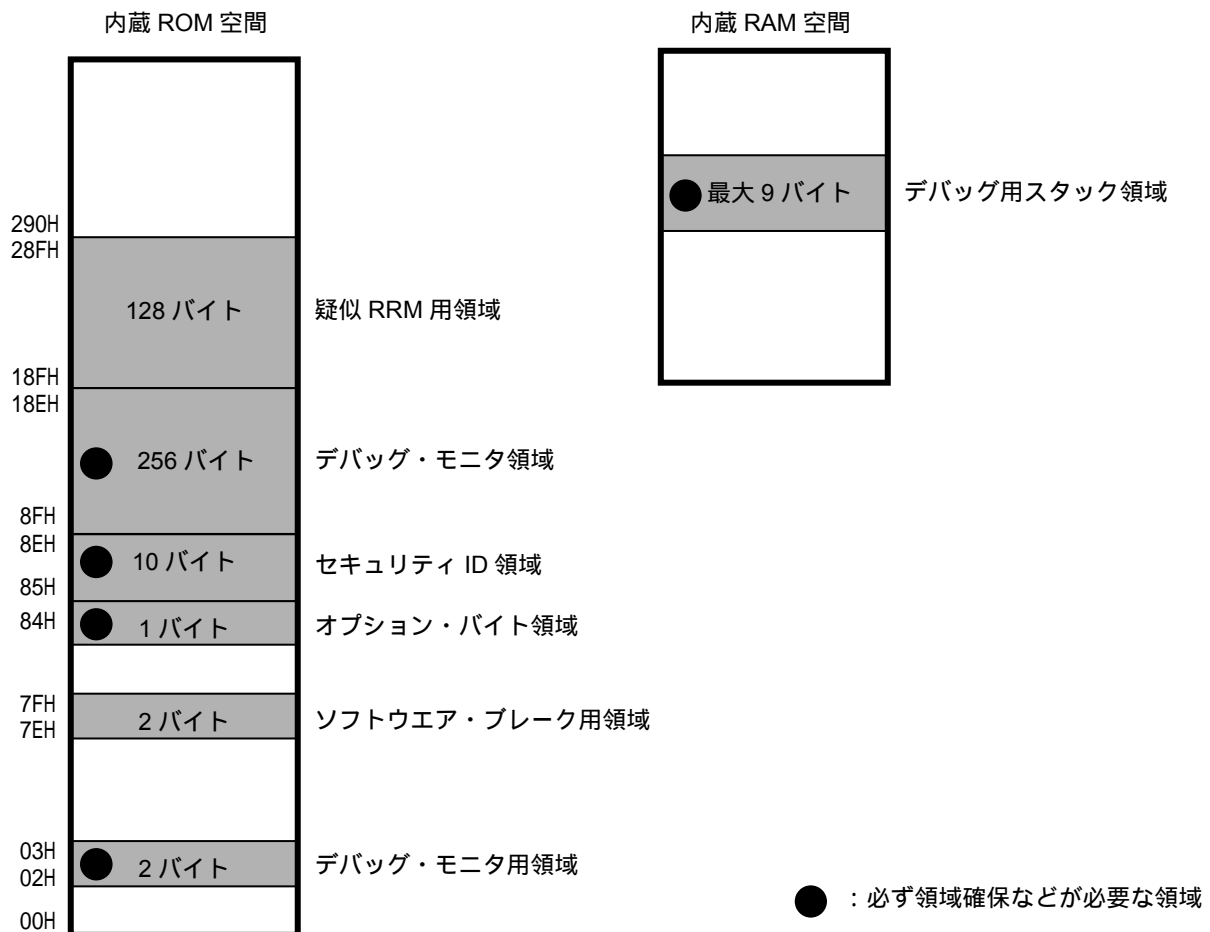 内蔵 ROM 空間
290H
28FH
128 バイト
疑似 RRM 用領域
18FH
18EH
256 バイト
デバッグ・モニタ領域
8FH
8EH
10 バイト
セキュリティ ID 領域
85H
84H
1 バイト
オプション・バイト領域
7FH
7EH
2 バイト
ソフトウエア・ブレーク用領域
03H
02H
2 バイト
デバッグ・モニタ用領域
00H
内蔵 RAM 空間
最大 9 バイト
デバッグ用スタック領域
：必ず領域確保などが必要な領域